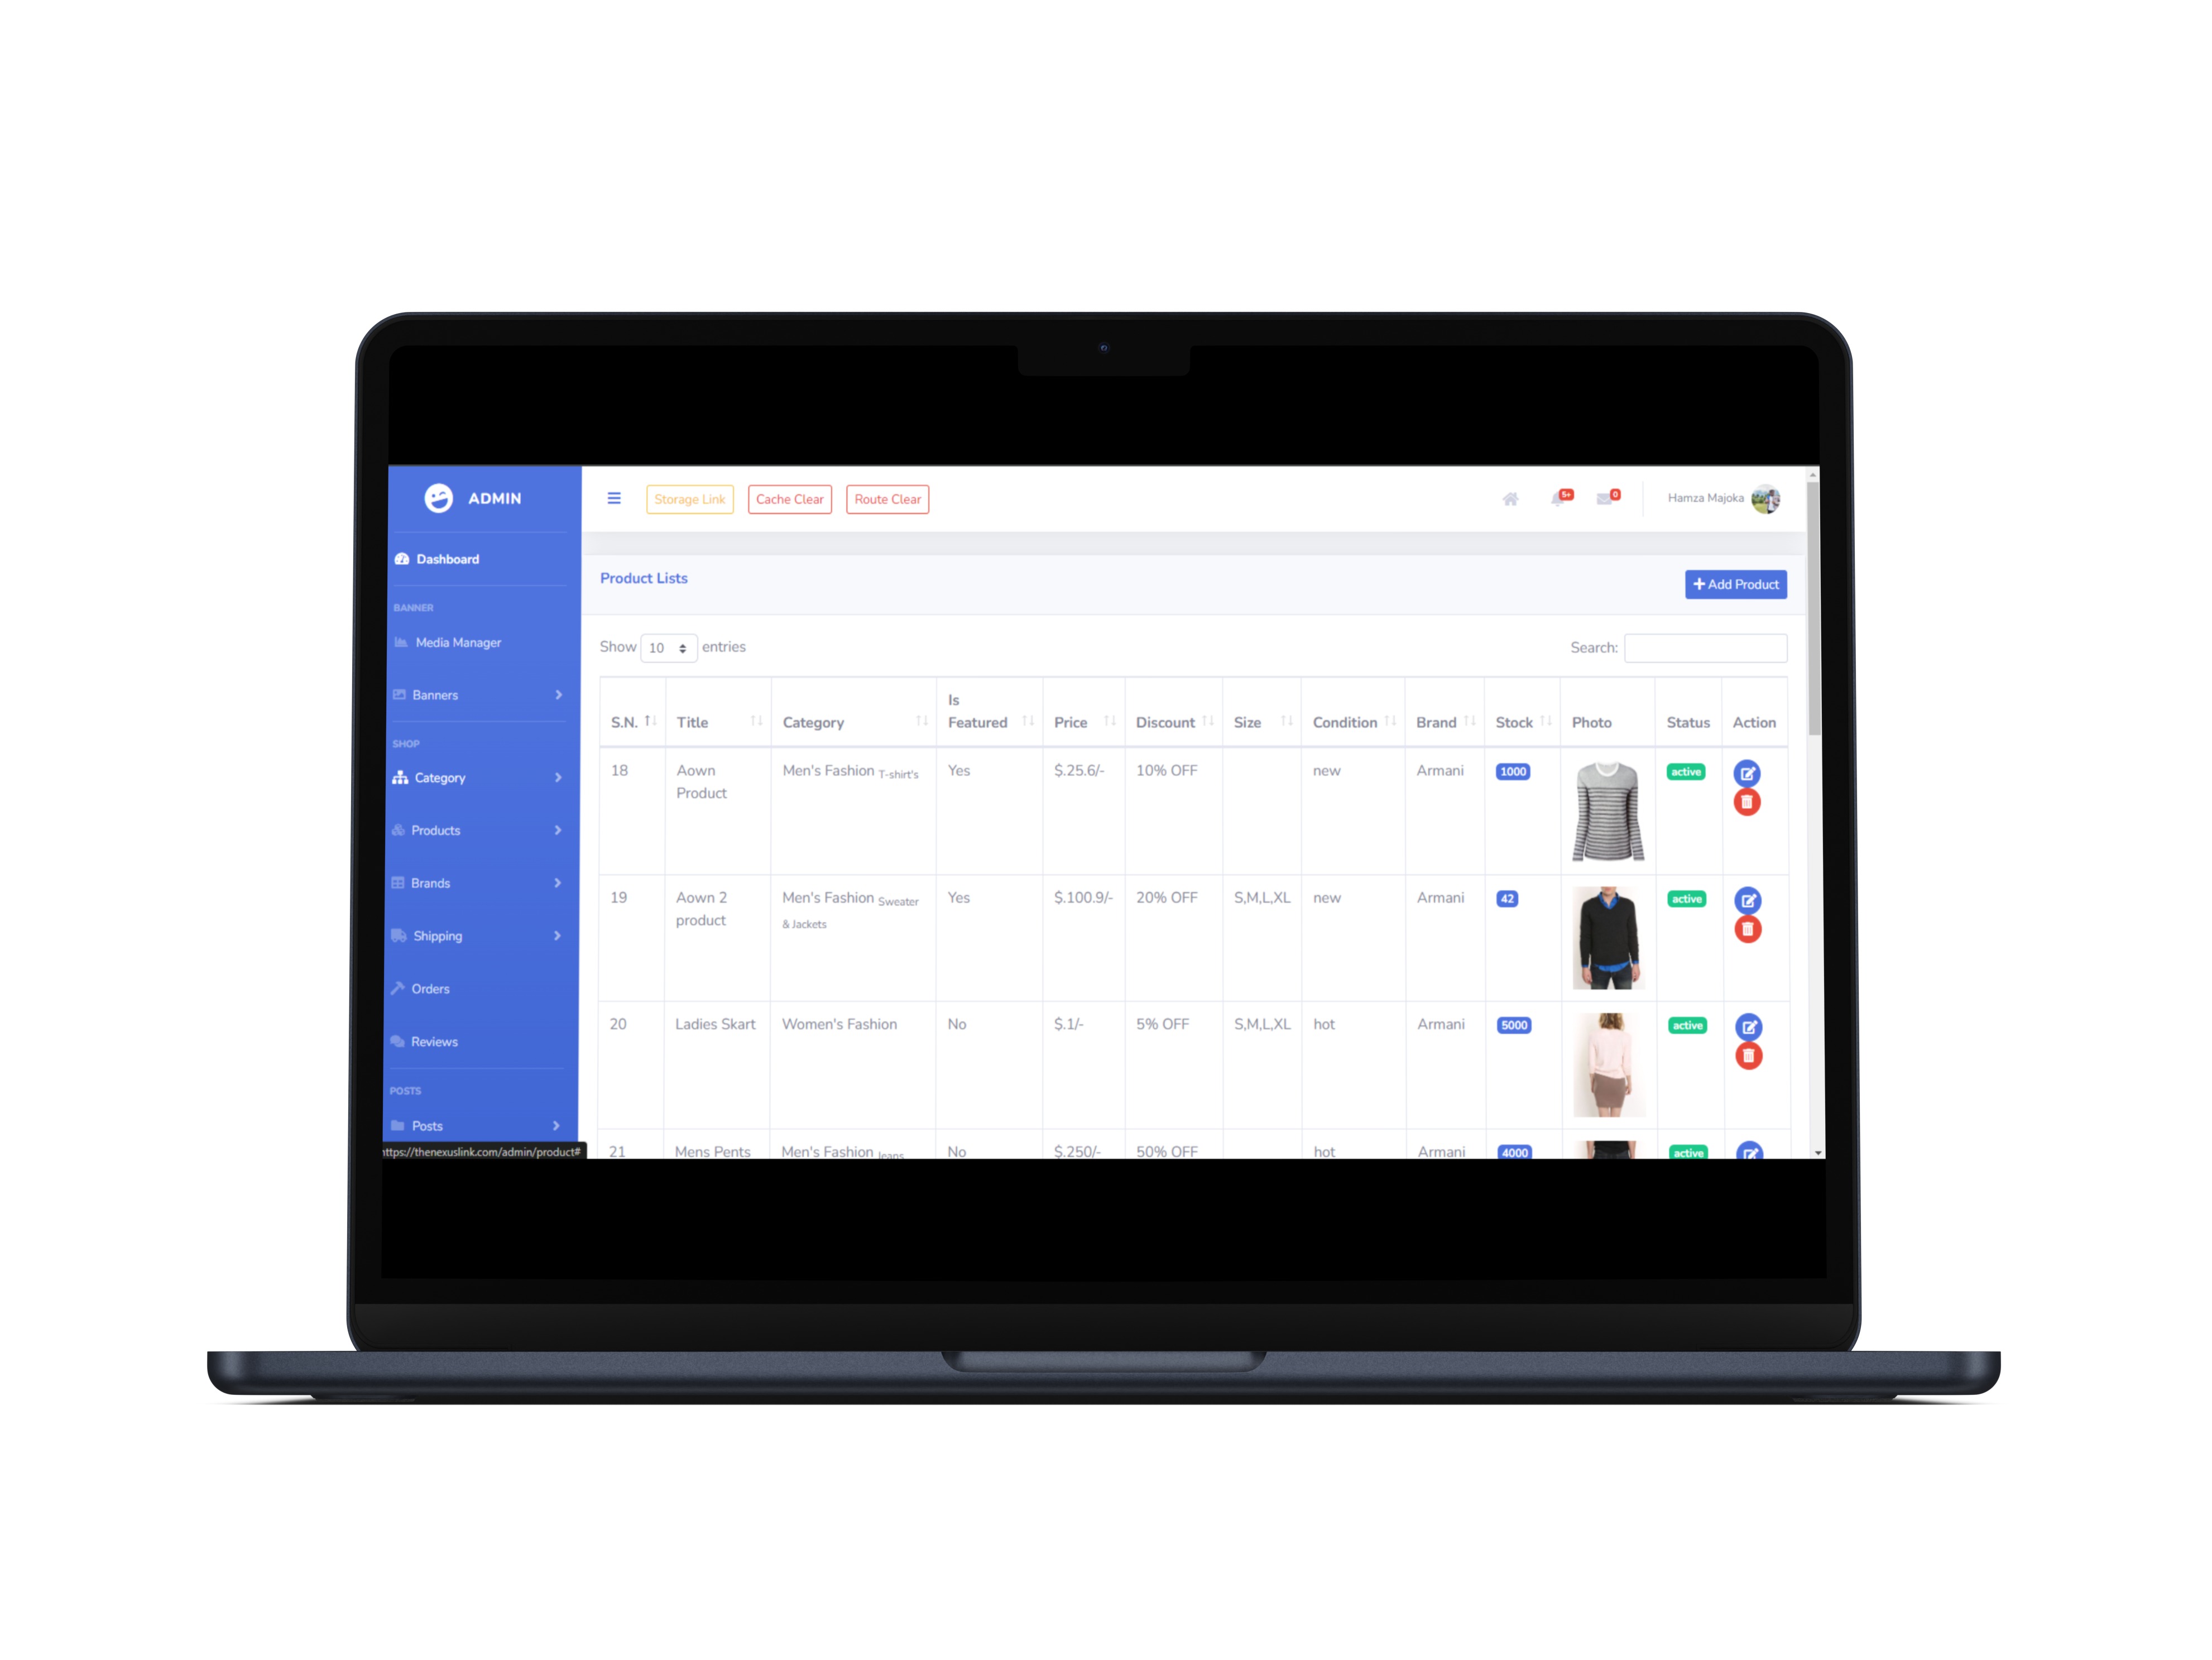 ADMIN
Storage Link Cache Clear Route Clear 5+ 0 Hamza Majoka
Dashboard
BANNER
Media Manager
Banners
SHOP
Category
Products
Brands
Shipping
Orders
Reviews
POSTS
Posts
https://thenexuslink.com/admin/product#
Product Lists + Add Product
Show 10 entries Search:
S.N. Title Category Is Featured Price Discount Size Condition Brand Stock Photo Status Action
18 Aown Product Men's Fashion T-shirt's Yes $.25.6/- 10% OFF new Armani 1000 active
19 Aown 2 product Men's Fashion Sweater & Jackets Yes $.100.9/- 20% OFF S,M,L,XL new Armani 42 active
20 Ladies Skart Women's Fashion No $.1/- 5% OFF S,M,L,XL hot Armani 5000 active
21 Mens Pents Men's Fashion Jeans No $.250/- 50% OFF hot Armani 4000 active